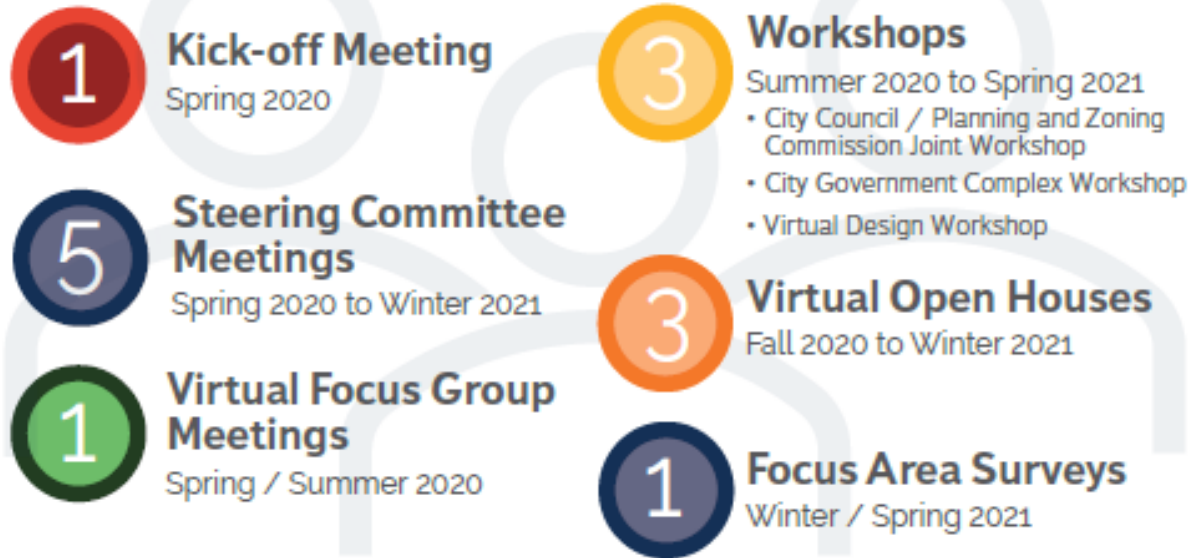 1
Kick-off Meeting
Spring 2020
5
Steering Committee
Meetings
Spring 2020 to Winter 2021
1
Virtual Focus Group
Meetings
Spring / Summer 2020
3
Workshops
Summer 2020 to Spring 2021
• City Council / Planning and Zoning
Commission Joint Workshop
• City Government Complex Workshop
• Virtual Design Workshop
3
Virtual Open Houses
Fall 2020 to Winter 2021
1
Focus Area Surveys
Winter / Spring 2021